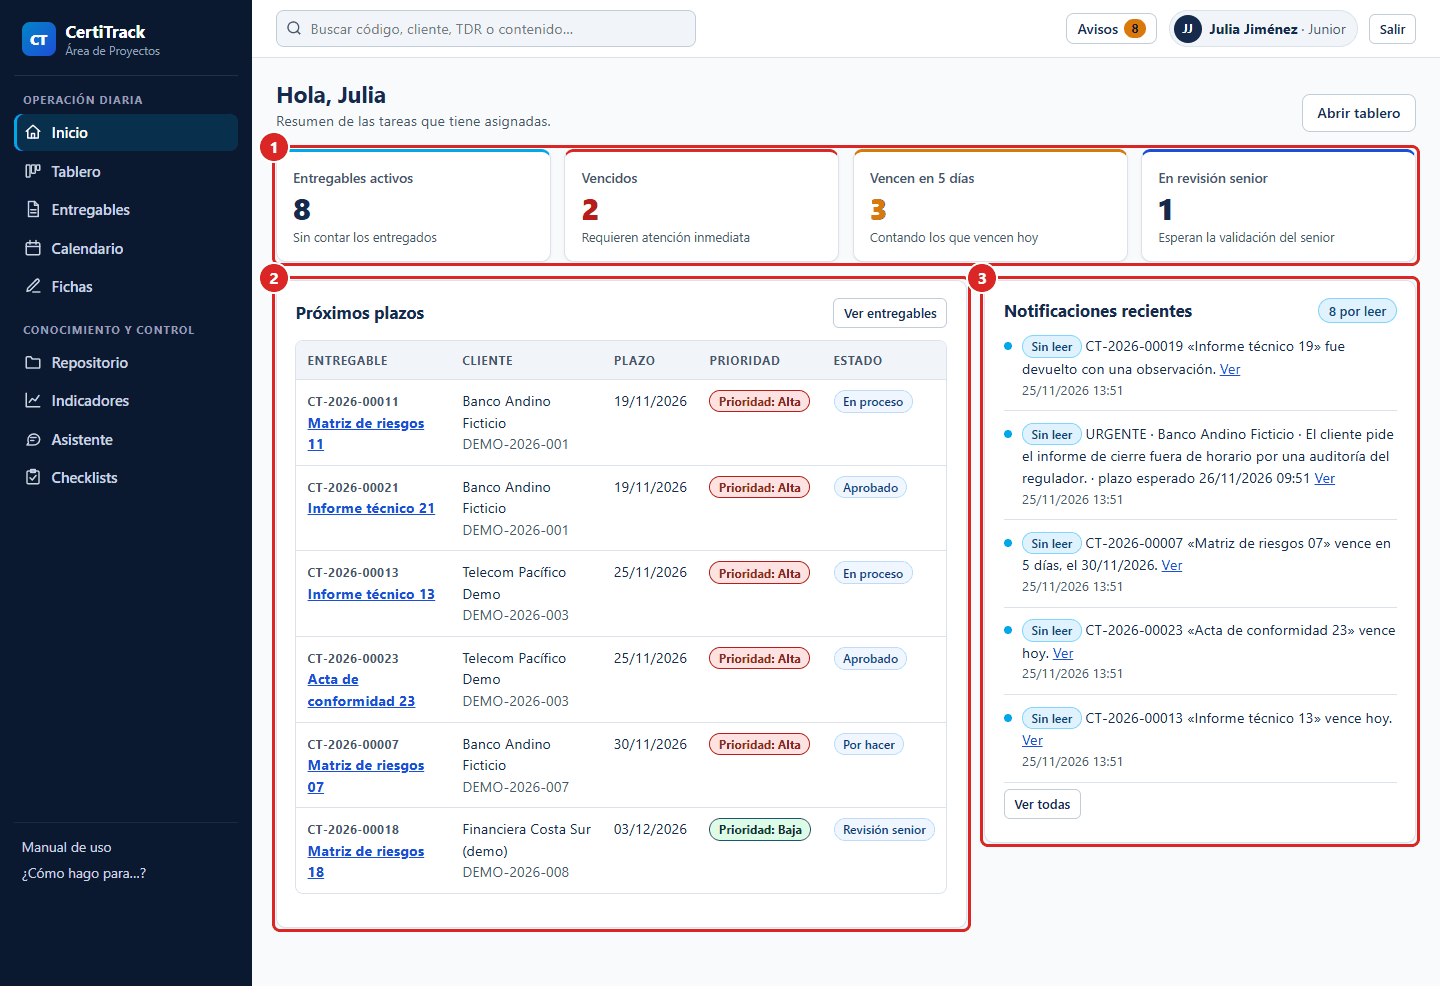 CT
CertiTrack
Área de Proyectos
OPERACIÓN DIARIA
Inicio
Tablero
Entregables
Calendario
Fichas
CONOCIMIENTO Y CONTROL
Repositorio
Indicadores
Asistente
Checklists
Manual de uso
¿Cómo hago para...?
Buscar código, cliente, TDR o contenido...
Avisos 8
JJ Julia Jiménez · Junior
Salir
Hola, Julia
Resumen de las tareas que tiene asignadas.
Abrir tablero
1
Entregables activos
8
Sin contar los entregados
Vencidos
2
Requieren atención inmediata
Vencen en 5 días
3
Contando los que vencen hoy
En revisión senior
1
Esperan la validación del senior
2
Próximos plazos
Ver entregables
ENTREGABLE CLIENTE PLAZO PRIORIDAD ESTADO
CT-2026-00011 Banco Andino 19/11/2026 Prioridad: Alta En proceso
Matriz de riesgos Ficticio
11 DEMO-2026-001
CT-2026-00021 Banco Andino 19/11/2026 Prioridad: Alta Aprobado
Informe técnico 21 Ficticio
DEMO-2026-001
CT-2026-00013 Telecom Pacífico 25/11/2026 Prioridad: Alta En proceso
Informe técnico 13 Demo
DEMO-2026-003
CT-2026-00023 Telecom Pacífico 25/11/2026 Prioridad: Alta Aprobado
Acta de Demo
conformidad 23 DEMO-2026-003
CT-2026-00007 Banco Andino 30/11/2026 Prioridad: Alta Por hacer
Matriz de riesgos Ficticio
07 DEMO-2026-007
CT-2026-00018 Financiera Costa Sur 03/12/2026 Prioridad: Baja Revisión senior
Matriz de riesgos (demo)
18 DEMO-2026-008
3
Notificaciones recientes
8 por leer
Sin leer CT-2026-00019 «Informe técnico 19» fue
devuelto con una observación. Ver
25/11/2026 13:51
Sin leer URGENTE · Banco Andino Ficticio · El cliente pide
el informe de cierre fuera de horario por una auditoría del
regulador. · plazo esperado 26/11/2026 09:51 Ver
25/11/2026 13:51
Sin leer CT-2026-00007 «Matriz de riesgos 07» vence en
5 días, el 30/11/2026. Ver
25/11/2026 13:51
Sin leer CT-2026-00023 «Acta de conformidad 23» vence
hoy. Ver
25/11/2026 13:51
Sin leer CT-2026-00013 «Informe técnico 13» vence hoy.
Ver
25/11/2026 13:51
Ver todas